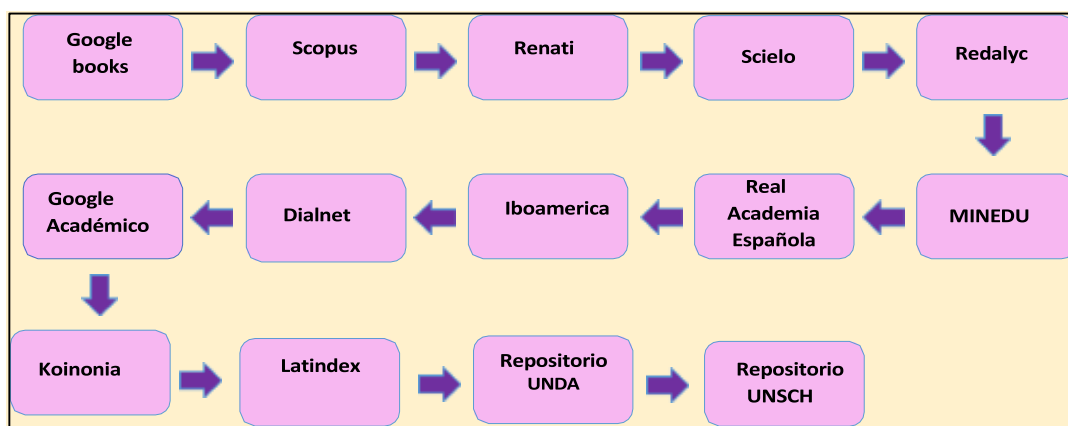 Google
books
Scopus
Renati
Scielo
Redalyc
MINEDU
Real
Academia
Española
Iboamerica
Dialnet
Google
Académico
Koinonia
Latindex
Repositorio
UNDA
Repositorio
UNSCH